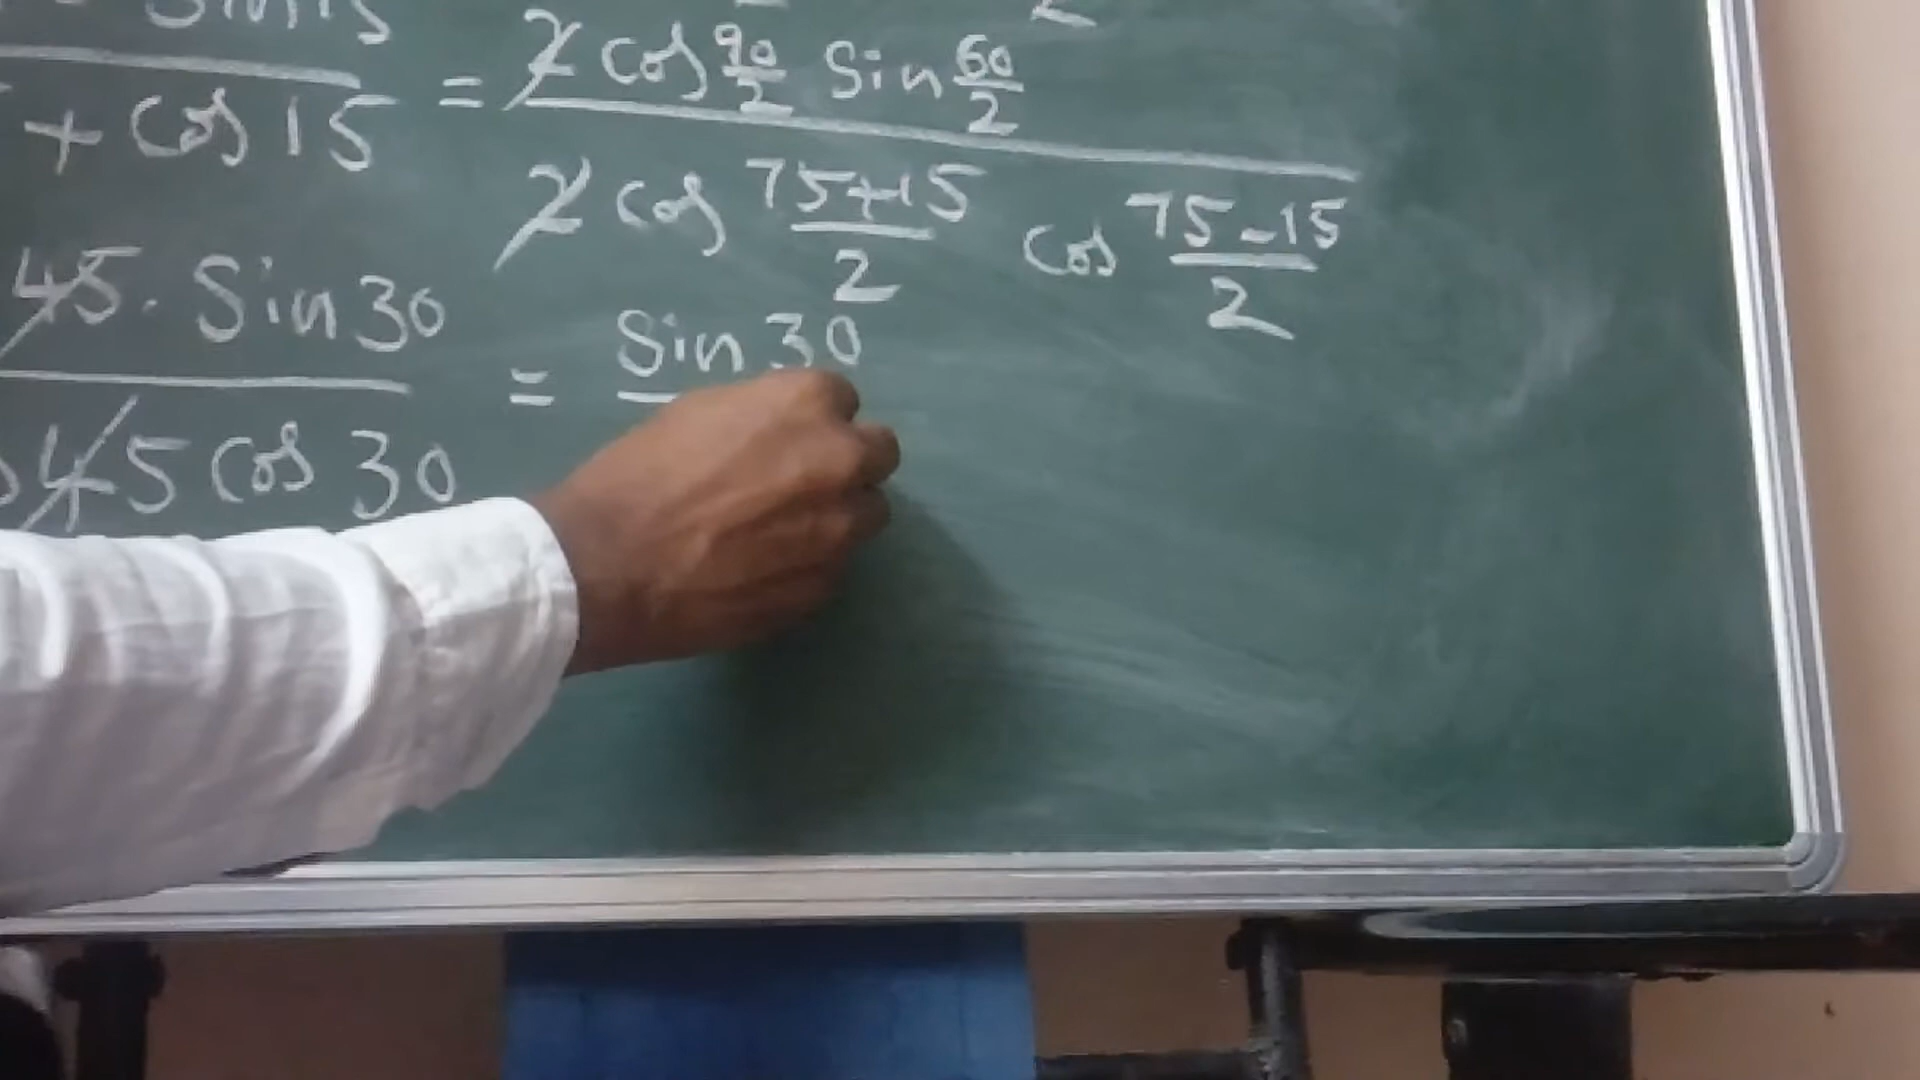 Sin 15 = 2 Cos 90/2 Sin 60/2
+ Cos 15
2 Cos 75+15/2 Cos 75-15/2
45 . Sin 30 = Sin 30
45 Cos 30